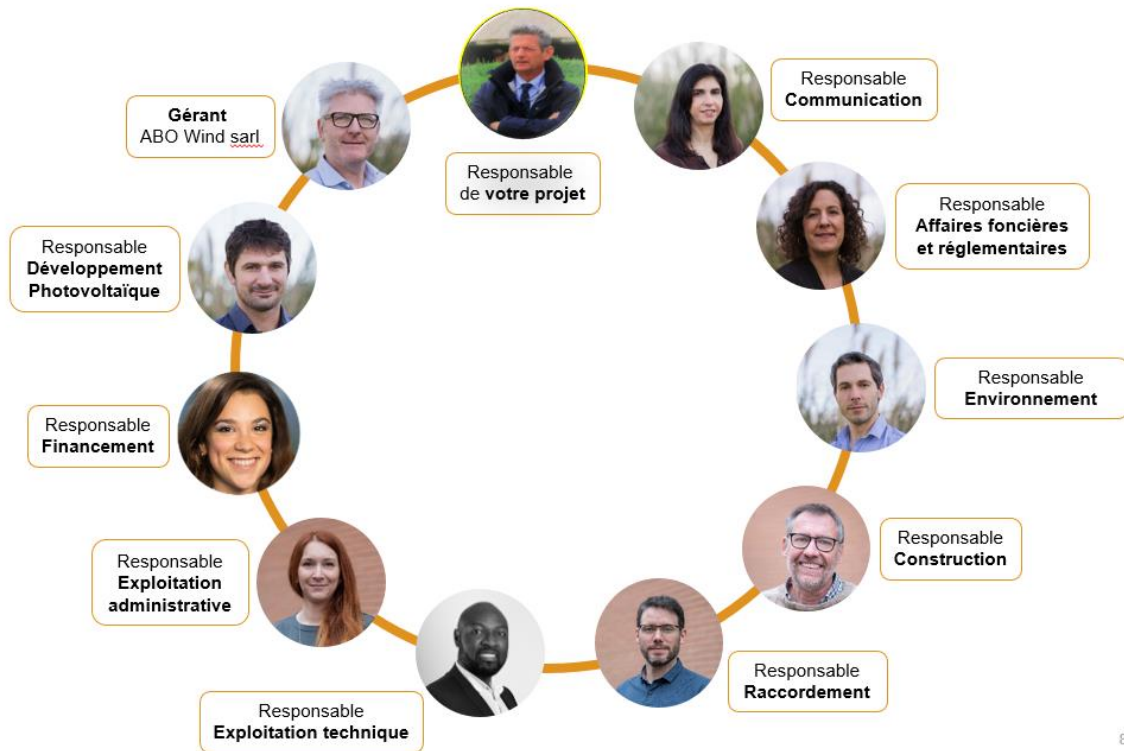 Responsable
de votre projet
Responsable
Communication
Responsable
Affaires foncières
et réglementaires
Responsable
Environnement
Responsable
Construction
Responsable
Raccordement
Responsable
Exploitation technique
Responsable
Exploitation
administrative
Responsable
Financement
Responsable
Développement
Photovoltaïque
Gérant
ABO Wind sarl
8